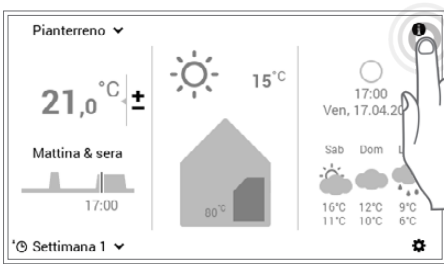 Pianterreno
21,0 °C ±
Mattina & sera
17:00
Settimana 1
15°C
00°C
17:00
Ven, 17.04.20
Sab Dom
16°C 12°C 9°C
11°C 10°C 6°C